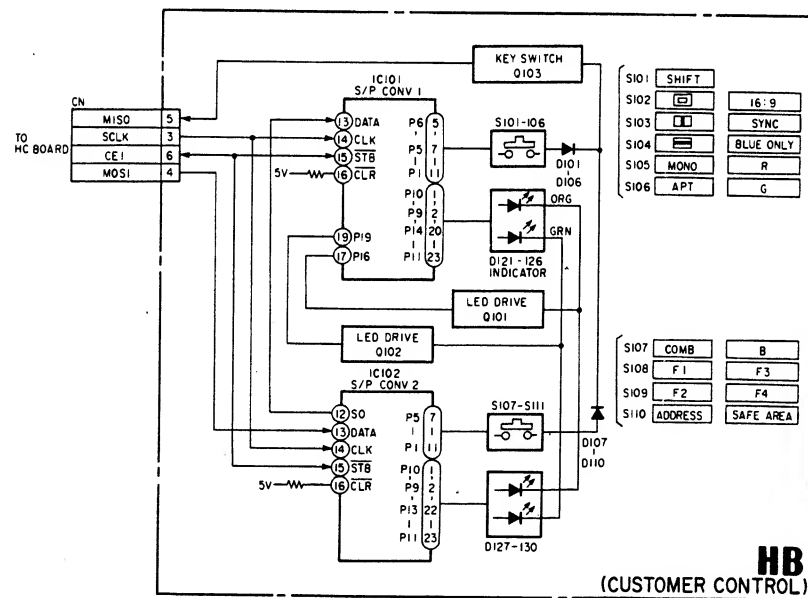 KEY SWITCH
Q103
IC101
S/P CONV 1
CN
TO
HC BOARD
MISO 5
SCLK 3
CE1 6
MOSI 4
13 DATA
14 CLK
15 STB
16 CLR
5V
19 P19
17 P16
P6 5
P5 7
P1 11
P10 1
P9 2
P14 20
P11 23
S101-106
D101
D106
ORG
GRN
D121-126
INDICATOR
LED DRIVE
Q101
LED DRIVE
Q102
S101 SHIFT
S102 16:9
S103 SYNC
S104 BLUE ONLY
S105 MONO R
S106 APT G
IC102
S/P CONV 2
12 SO
13 DATA
14 CLK
15 STB
16 CLR
5V
P5 7
P1 11
P10 1
P9 2
P13 22
P11 23
S107-S111
D107
D110
D127-130
S107 COMB B
S108 F1 F3
S109 F2 F4
S110 ADDRESS SAFE AREA
HB
(CUSTOMER CONTROL)